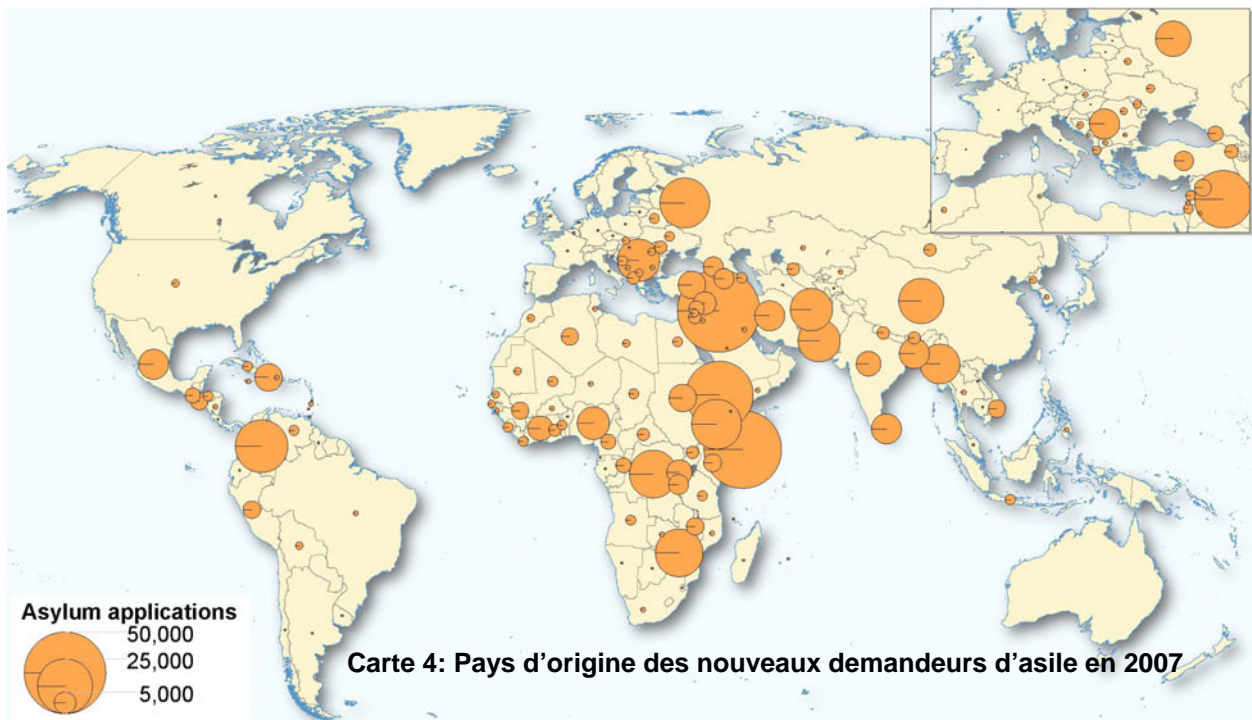 Asylum applications
50,000
25,000
5,000
Carte 4: Pays d'origine des nouveaux demandeurs d'asile en 2007